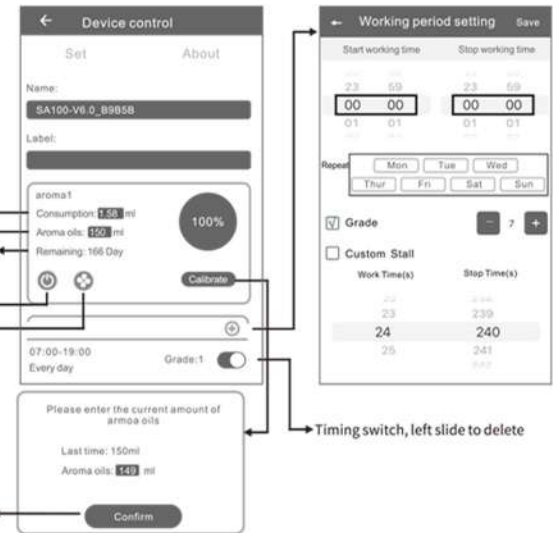 Device control
Set About
Name:
SA100-V6.0_B9B5B
Label:
aroma1
Consumption: 1.58 ml
Aroma oils: 150 ml
Remaining: 166 Day
100%
Calibrate
07:00-19:00
Every day
Grade:1
Please enter the current amount of
armoa oils
Last time: 150ml
Aroma oils: 149 ml
Confirm
Working period setting Save
Start working time Stop working time
23 59 23 59
00 00 00 00
01 01 01 01
Repeat Mon Tue Wed
Thur Fri Sat Sun
Grade - 7 +
Custom Stall
Work Time(s) Stop Time(s)
23 239
24 240
25 241
Timing switch, left slide to delete